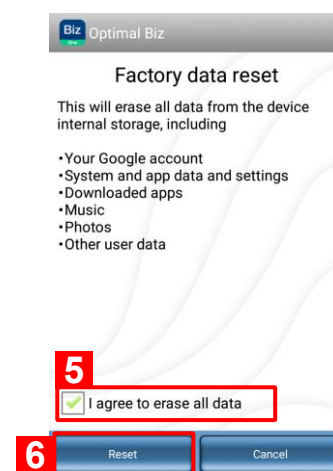 Biz
Optimal Biz
Factory data reset
This will erase all data from the device
internal storage, including
•Your Google account
•System and app data and settings
•Downloaded apps
•Music
•Photos
•Other user data
5
I agree to erase all data
6
Reset
Cancel